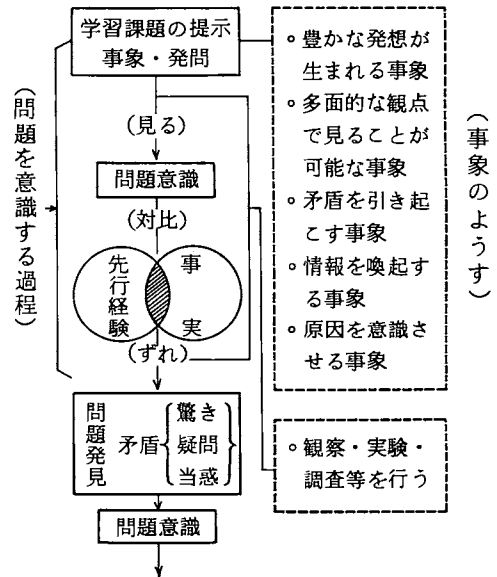 学習課題の提示
事象・発問
(見る)
問題意識
(対比)
先行経験
事実
(ずれ)
問題発見
矛盾
驚き
疑問
当惑
問題意識
(問題を意識する過程)
◦豊かな発想が
生まれる事象
◦多面的な観点
で見ることが
可能な事象
◦矛盾を引き起
こす事象
◦情報を喚起す
る事象
◦原因を意識さ
せる事象
(事象のようす)
◦観察・実験・
調査等を行う